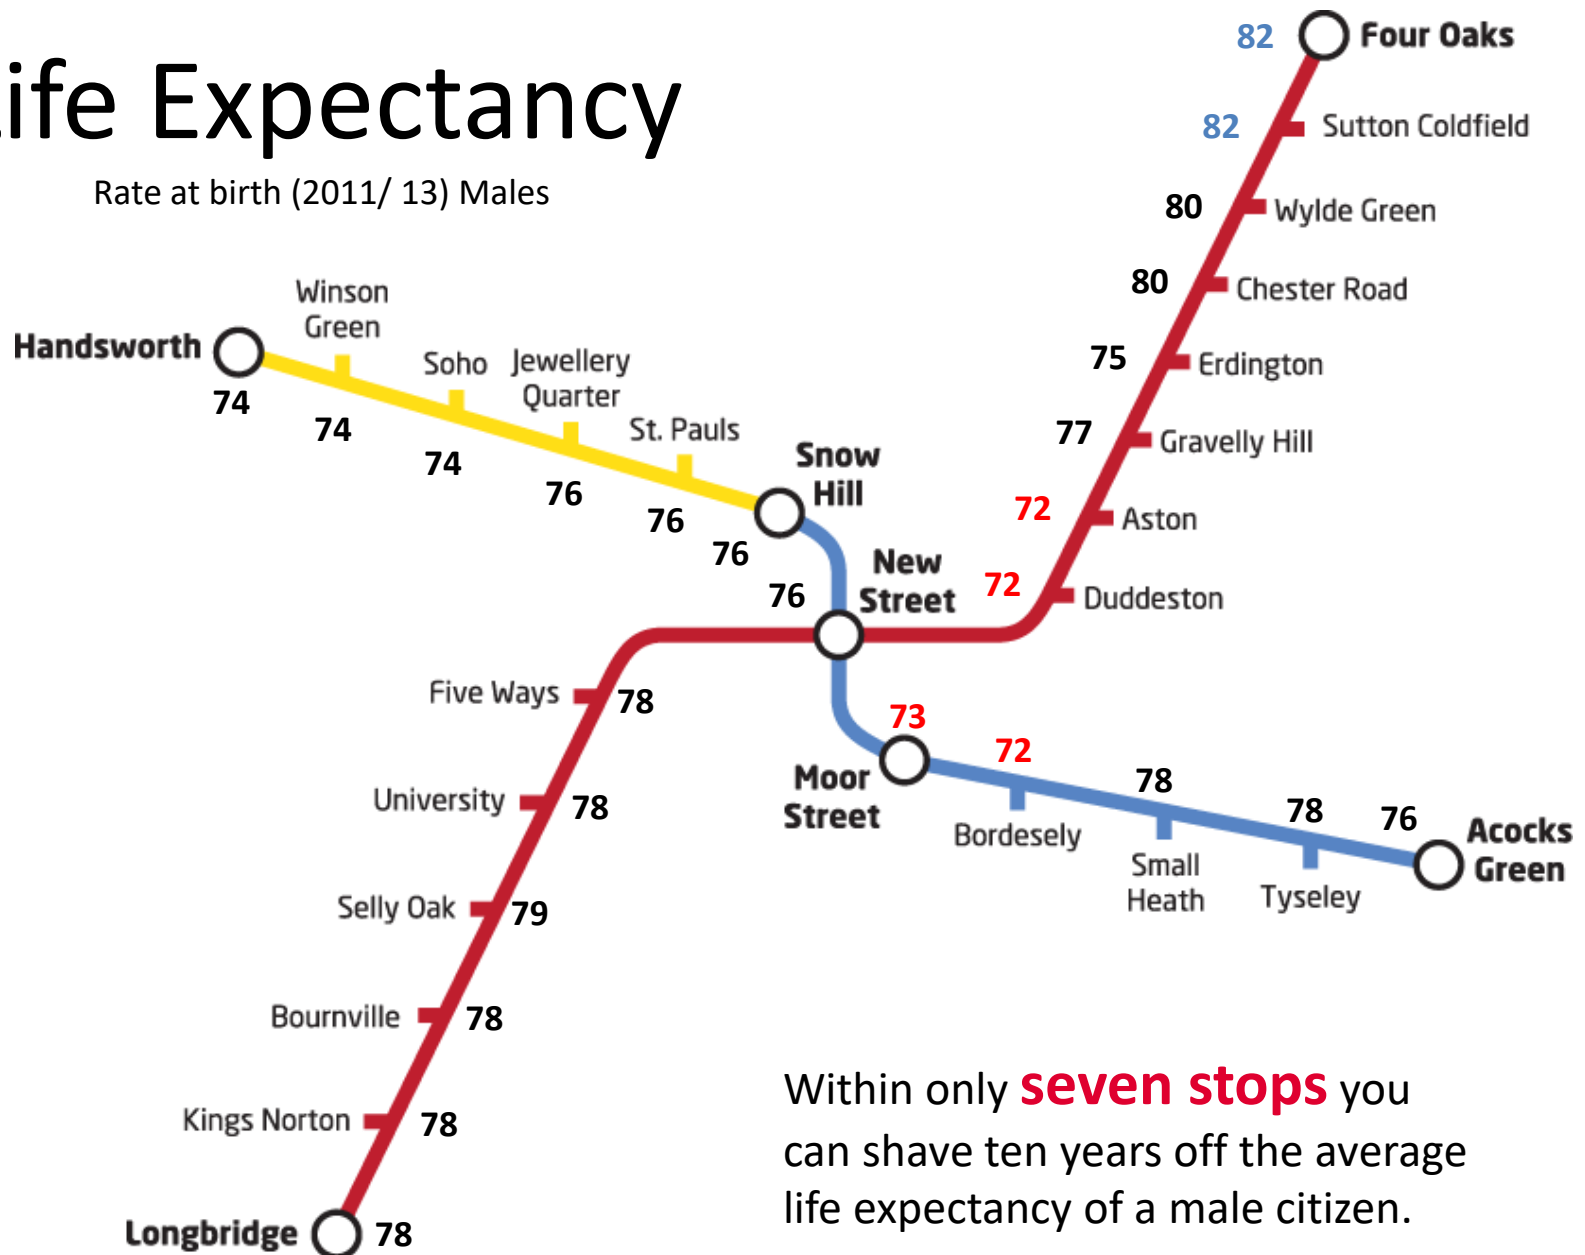 ife Expectancy
Rate at birth (2011/ 13) Males
82 Four Oaks
82 Sutton Coldfield
80 Wylde Green
80 Chester Road
75 Erdington
77 Gravelly Hill
72 Aston
72 Duddeston
Handsworth
74
Winson
Green
74
Soho
74
Jewellery
Quarter
76
St. Pauls
76
Snow
Hill
76
New
Street
76
Five Ways 78
University 78
Selly Oak 79
Bournville 78
Kings Norton 78
Longbridge 78
73
Moor
Street
72
Bordesely
78
Small
Heath
78
Tyseley
76
Acocks
Green
Within only seven stops you
can shave ten years off the average
life expectancy of a male citizen.